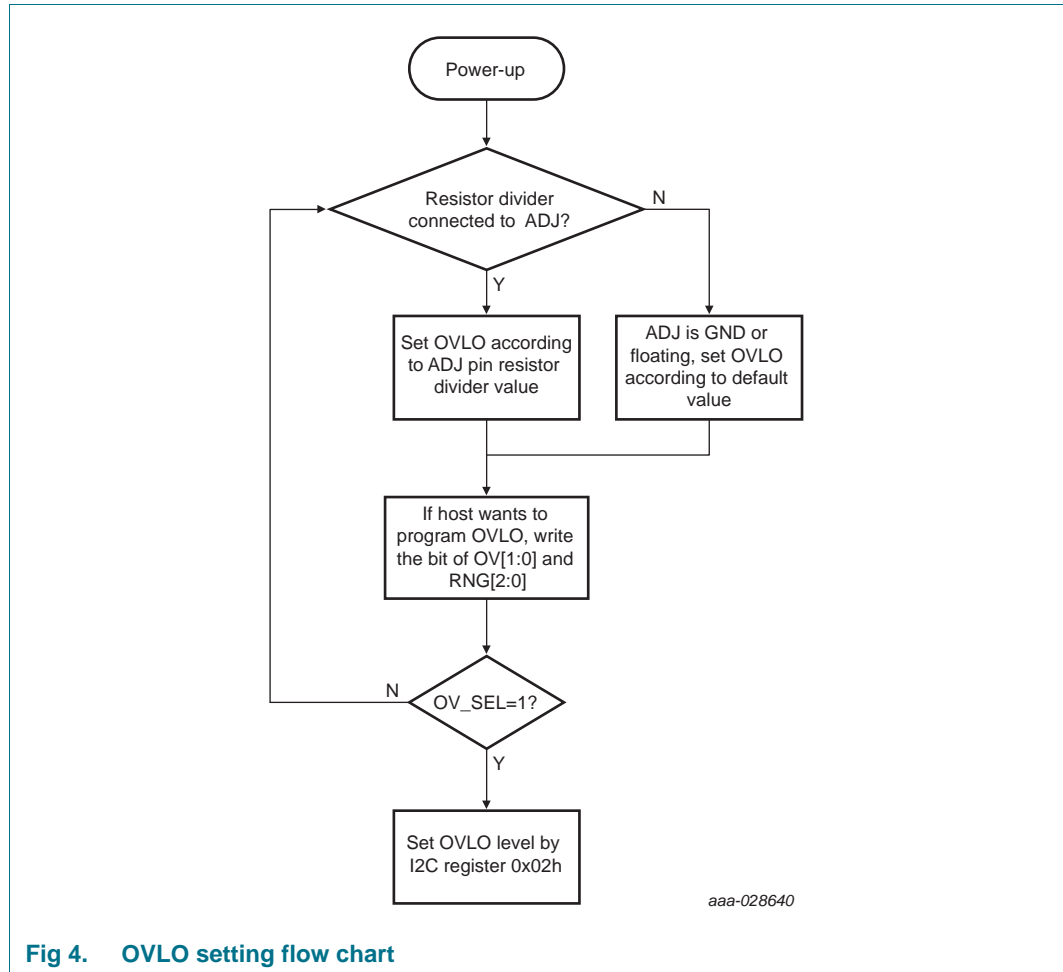 Power-up
Resistor divider
connected to ADJ?
N
Y
Set OVLO according
to ADJ pin resistor
divider value
ADJ is GND or
floating, set OVLO
according to default
value
If host wants to
program OVLO, write
the bit of OV[1:0] and
RNG[2:0]
N
OV_SEL=1?
Y
Set OVLO level by
I2C register 0x02h
aaa-028640
Fig 4. OVLO setting flow chart